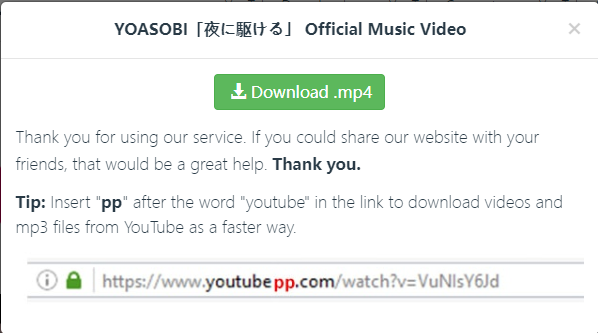 YOASOBI「夜に駆ける」 Official Music Video
×
Download .mp4
Thank you for using our service. If you could share our website with your
friends, that would be a great help. Thank you.
Tip: Insert "pp" after the word "youtube" in the link to download videos and
mp3 files from YouTube as a faster way.
https://www.youtubepp.com/watch?v=VuNIsY6Jd